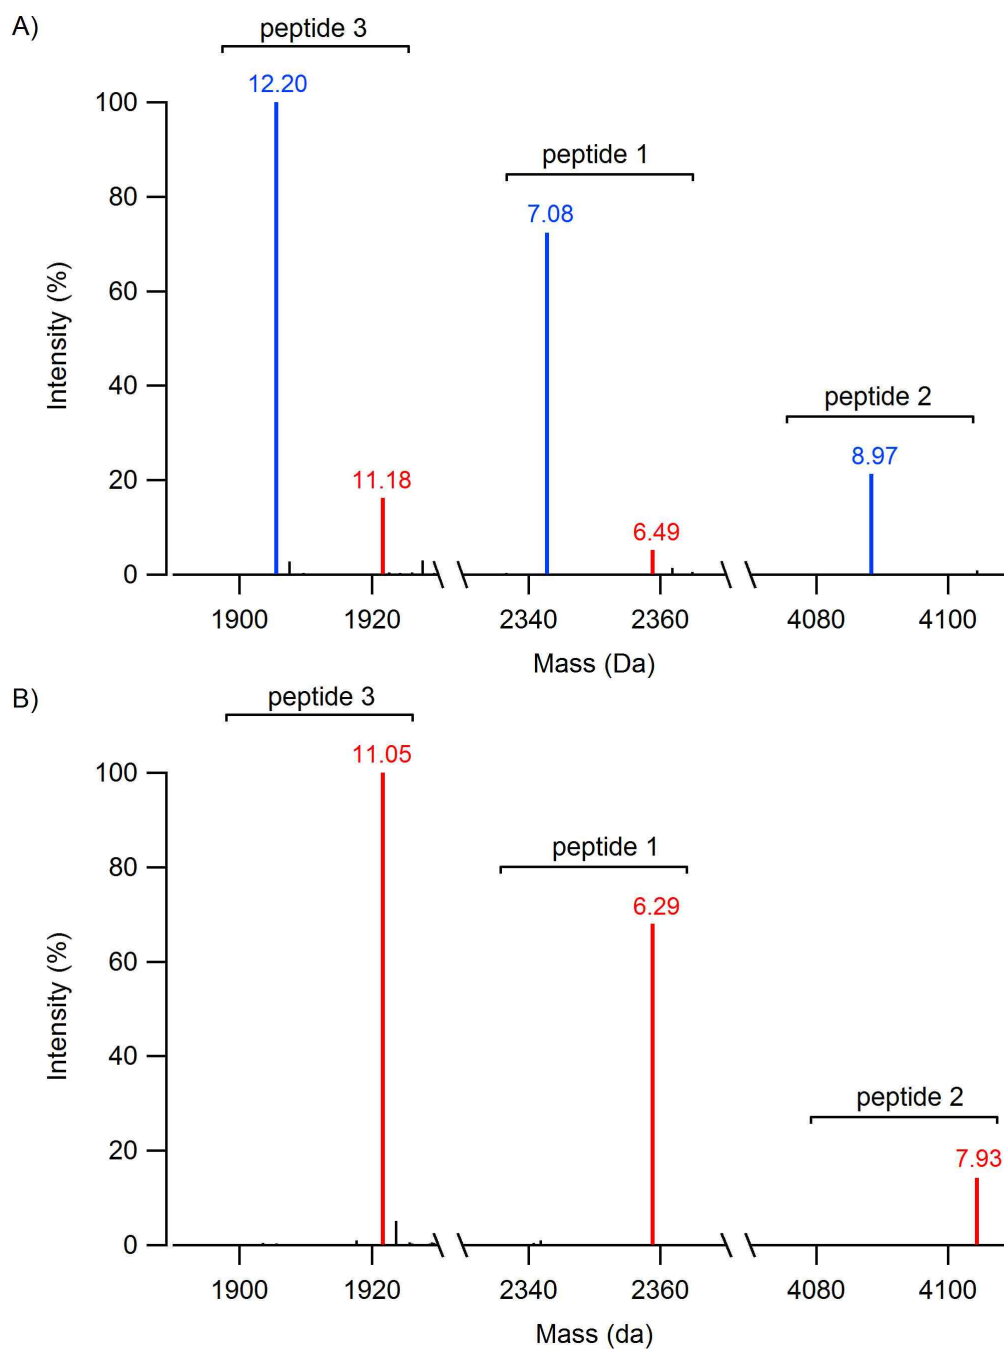 A)
peptide 3
12.20
100
peptide 1
80
7.08
60
Intensity (%)
40
peptide 2
8.97
20
11.18
6.49
0
1900 1920 2340 2360 4080 4100
Mass (Da)
B)
peptide 3
11.05
100
peptide 1
80
6.29
60
Intensity (%)
40
peptide 2
20
7.93
0
1900 1920 2340 2360 4080 4100
Mass (da)